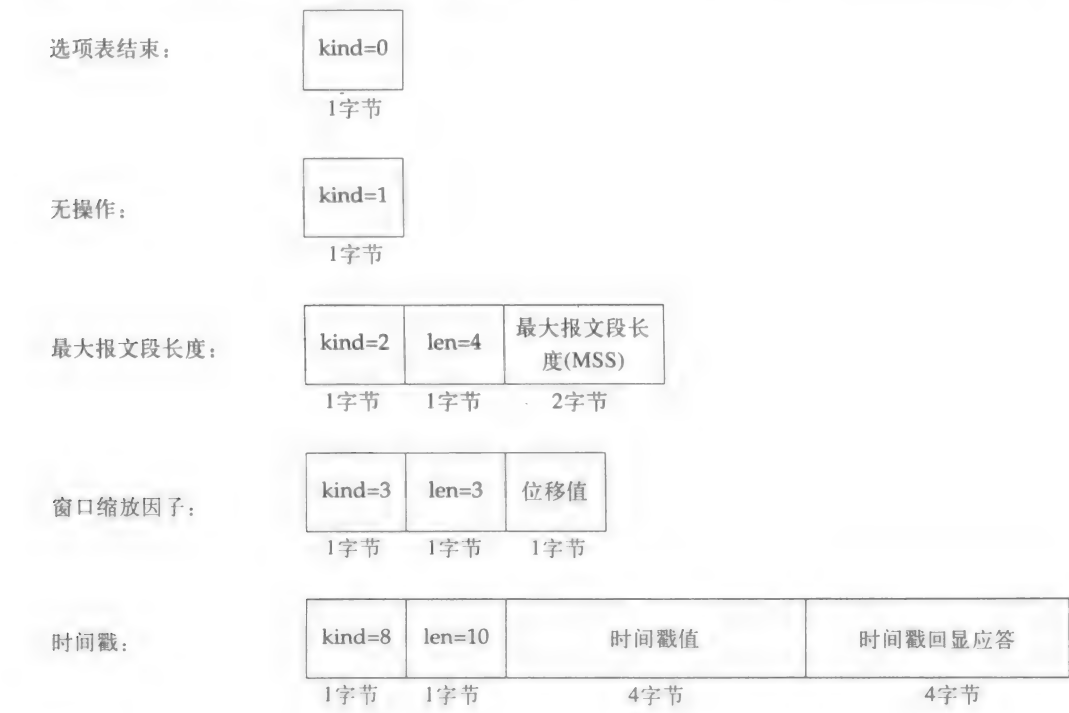 选项表结束： kind=0
1字节
无操作： kind=1
1字节
最大报文段长度： kind=2 len=4 最大报文段长
度(MSS)
1字节 1字节 2字节
窗口缩放因子： kind=3 len=3 位移值
1字节 1字节 1字节
时间戳： kind=8 len=10 时间戳值 时间戳回显应答
1字节 1字节 4字节 4字节